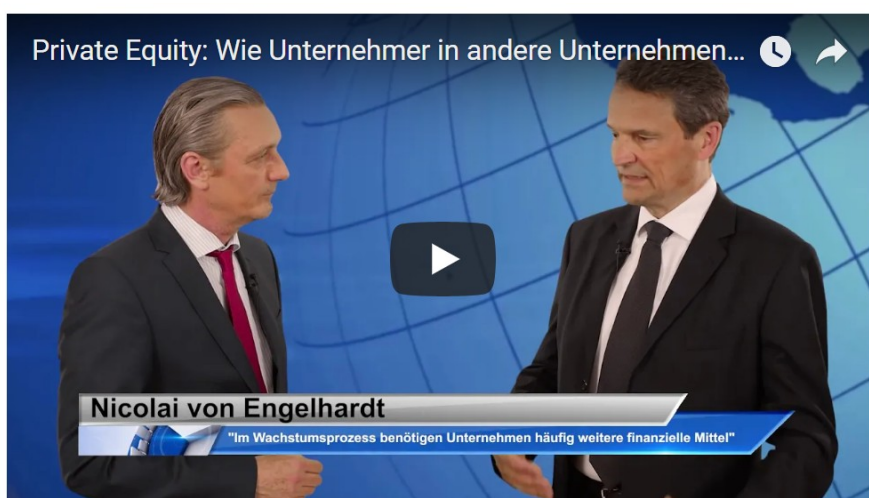 Private Equity: Wie Unternehmer in andere Unternehmen...
Nicolai von Engelhardt
"Im Wachstumsprozess benötigen Unternehmen häufig weitere finanzielle Mittel"